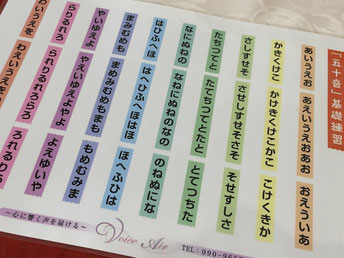 「五十音」基礎練習
あいうえお あえいうえおあお おえういあ
かきくけこ かけきくけこかこ こけくきか
さしすせそ させしすせそさそ そせすしさ
たちつてと たてちつてとたと とてつちた
なにぬねの なねにぬねのなの のねぬにな
はひふへほ はへひふへほはほ ほへふひは
まみむめも まめみむめもまも もめむみま
やいゆえよ やえいゆえよやよ よえゆいや
らりるれろ られりるれろらろ ろれるり
わいうえを わえいうえを
～心に響く声を届ける～
Voice Air
TEL:090-96